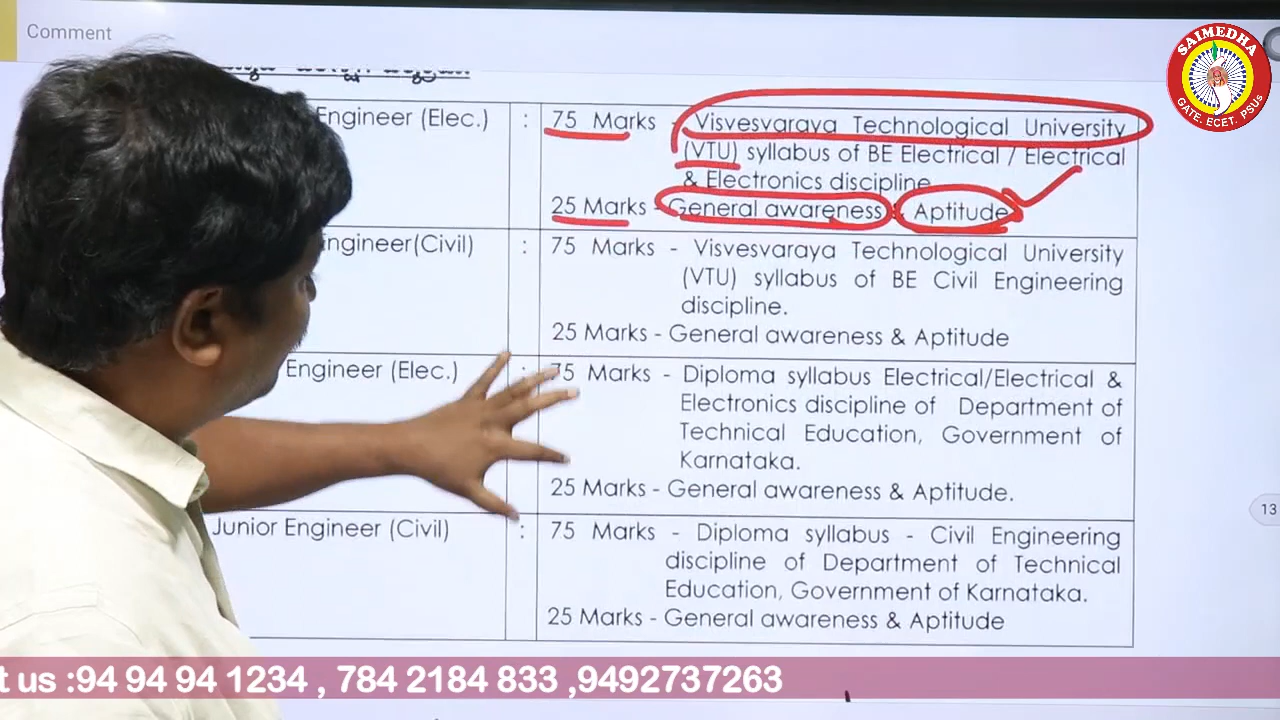 Comment
SAIMEDHA
GATE. ECET. PSUs
Engineer (Elec.) : 75 Marks - Visvesvaraya Technological University
(VTU) syllabus of BE Electrical / Electrical
& Electronics discipline
25 Marks - General awareness & Aptitude
Engineer(Civil) : 75 Marks - Visvesvaraya Technological University
(VTU) syllabus of BE Civil Engineering
discipline.
25 Marks - General awareness & Aptitude
Engineer (Elec.) : 75 Marks - Diploma syllabus Electrical/Electrical &
Electronics discipline of Department of
Technical Education, Government of
Karnataka.
25 Marks - General awareness & Aptitude.
13
Junior Engineer (Civil) : 75 Marks - Diploma syllabus - Civil Engineering
discipline of Department of Technical
Education, Government of Karnataka.
25 Marks - General awareness & Aptitude
t us :94 94 94 1234 , 784 2184 833 ,9492737263